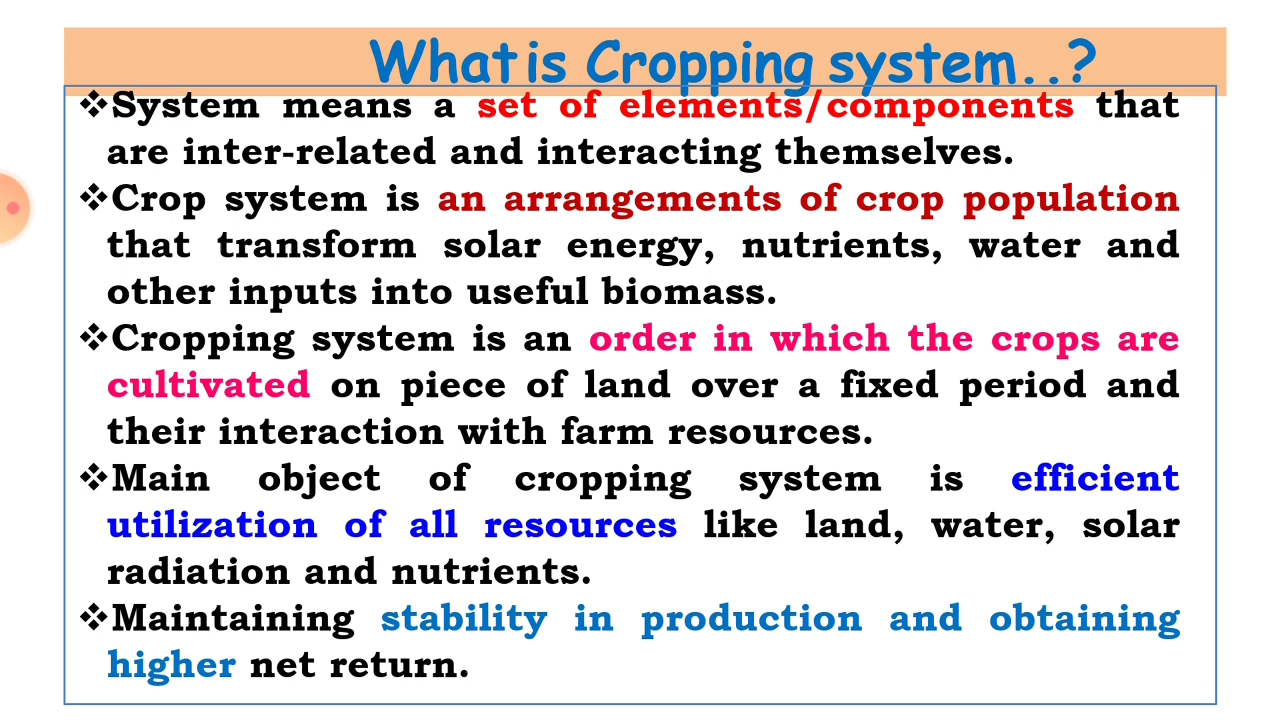 What is Cropping system..?
❖System means a set of elements/components that
are inter-related and interacting themselves.
❖Crop system is an arrangements of crop population
that transform solar energy, nutrients, water and
other inputs into useful biomass.
❖Cropping system is an order in which the crops are
cultivated on piece of land over a fixed period and
their interaction with farm resources.
❖Main object of cropping system is efficient
utilization of all resources like land, water, solar
radiation and nutrients.
❖Maintaining stability in production and obtaining
higher net return.